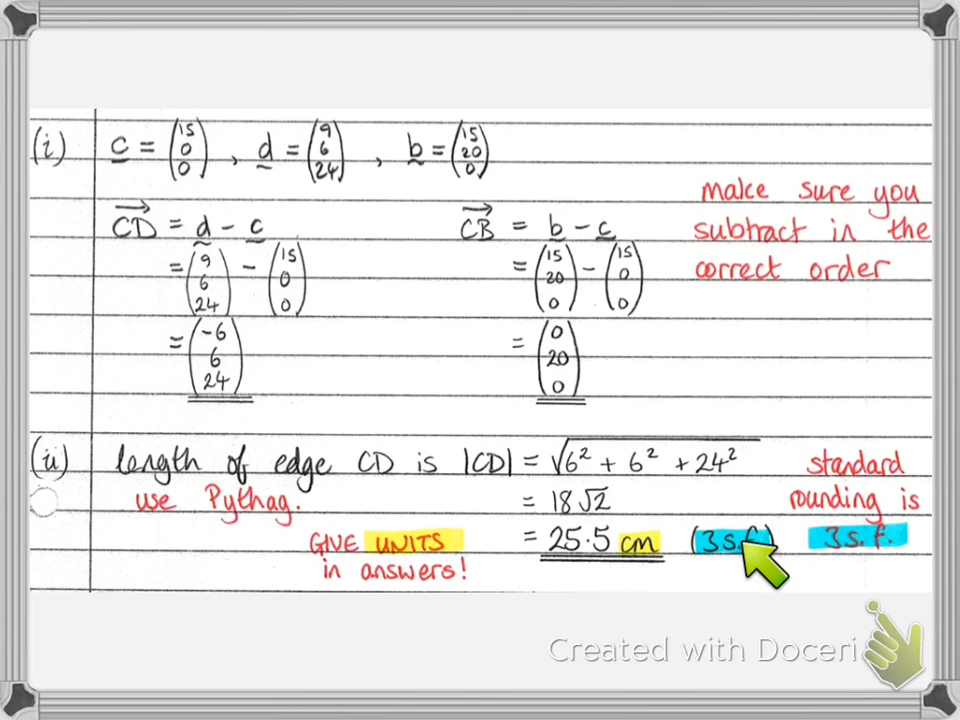 (i) c = (15 0 0) , d = (9 6 24) , b = (15 20 0)
make sure you
subtract in the
correct order
CD = d - c
= (9 6 24) - (15 0 0)
= (-6 6 24)
CB = b - c
= (15 20 0) - (15 0 0)
= (0 20 0)
(ii) length of edge CD is |CD| = √6² + 6² + 24²
use Pythag.
= 18√2
= 25.5 cm (3 s.f.)
standard
rounding is
3 s.f.
GIVE UNITS
in answers!
Created with Doceri